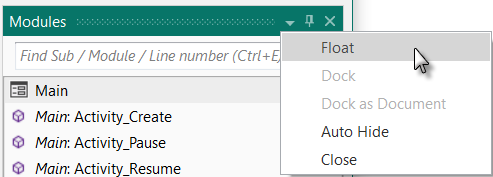 Modules
Find Sub / Module / Line number (Ctrl+E)
Main
Main: Activity_Create
Main: Activity_Pause
Main: Activity_Resume
Float
Dock
Dock as Document
Auto Hide
Close